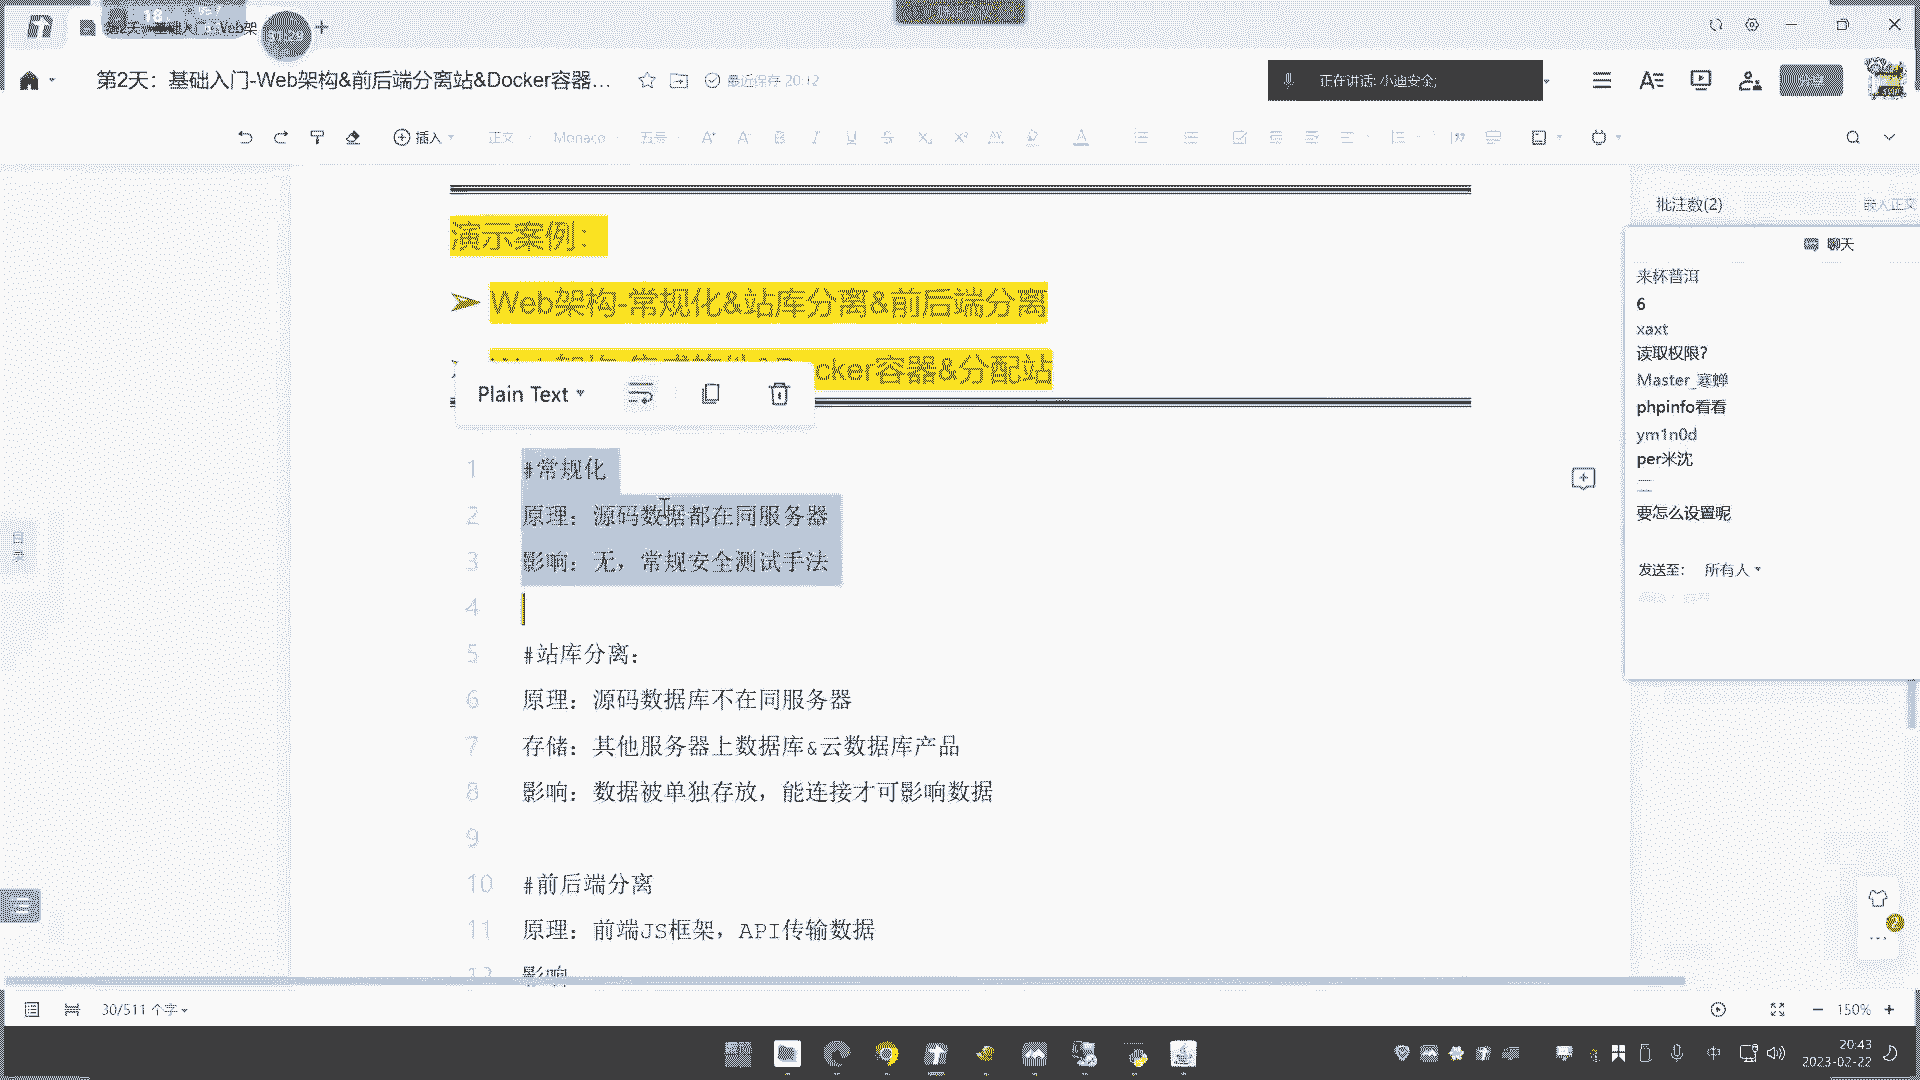 第2天：基础入门-Web架构&前后端分离站&Docker容器...
最近保存 20:12
正在讲话: 小迪安全;
插入
正文
Menaco
五号
批注数(2)
嵌入正文
演示案例：
Web架构-常规化&站库分离&前后端分离
cker容器&分配站
Plain Text
1 #常规化
2 原理：源码数据都在同服务器
3 影响：无，常规安全测试手法
4
5 #站库分离：
6 原理：源码数据库不在同服务器
7 存储：其他服务器上数据库&云数据库产品
8 影响：数据被单独存放，能连接才可影响数据
9
10 #前后端分离
11 原理：前端JS框架，API传输数据
12 影响
目录
聊天
来杯普洱
6
xaxt
读取权限？
Master_寒蝉
phpinfo看看
ym1n0d
per米沈
二
要怎么设置呢
发送至： 所有人
30/511 个字
150%
中
20:43
2023-02-22